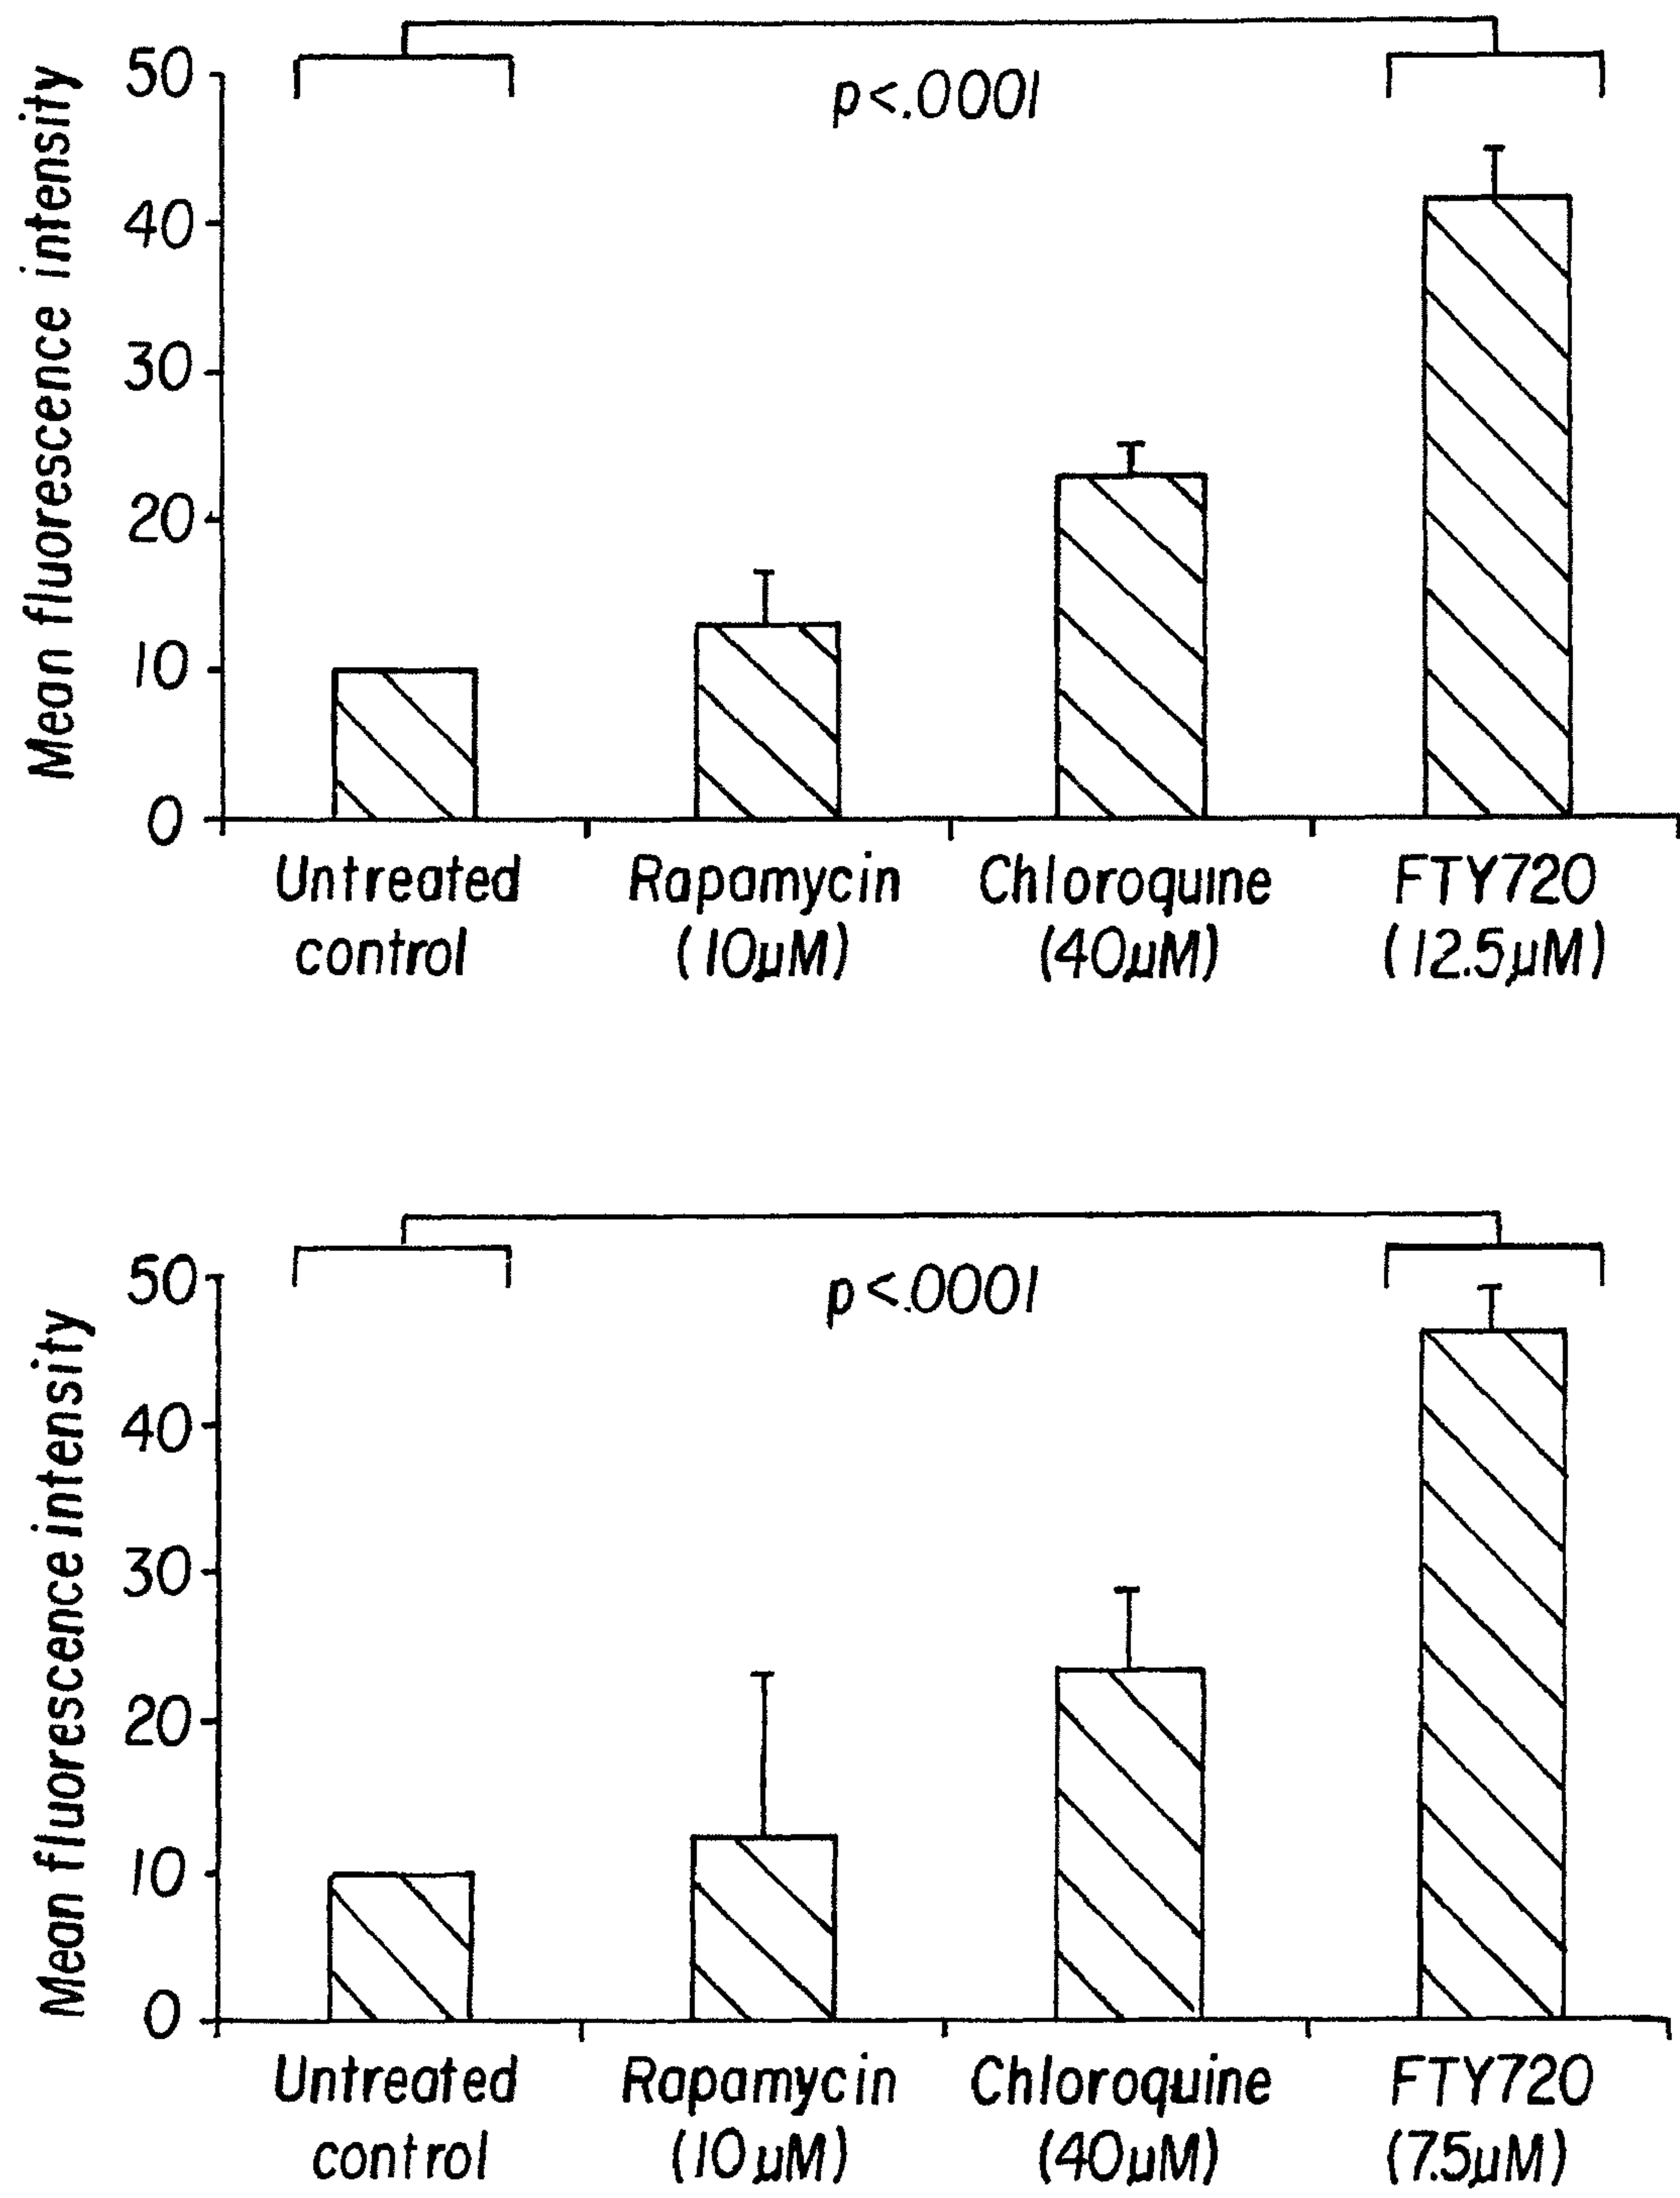 50
p<.0001
40
30
20
10
0
Mean fluorescence intensity
Untreated control
Rapamycin (10µM)
Chloroquine (40µM)
FTY720 (12.5µM)
50
p<.0001
40
30
20
10
0
Mean fluorescence intensity
Untreated control
Rapamycin (10µM)
Chloroquine (40µM)
FTY720 (7.5µM)